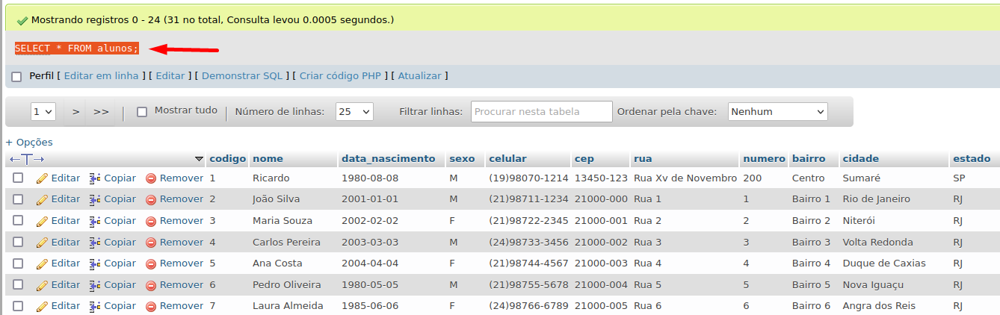 Mostrando registros 0 - 24 (31 no total, Consulta levou 0.0005 segundos.)
SELECT * FROM alunos;
Perfil [ Editar em linha ] [ Editar ] [ Demonstrar SQL ] [ Criar código PHP ] [ Atualizar ]
1 > >> Mostrar tudo Número de linhas: 25 Filtrar linhas: Procurar nesta tabela Ordenar pela chave: Nenhum
+ Opções
←T→ codigo nome data_nascimento sexo celular cep rua numero bairro cidade estado
Editar Copiar Remover 1 Ricardo 1980-08-08 M (19)98070-1214 13450-123 Rua Xv de Novembro 200 Centro Sumaré SP
Editar Copiar Remover 2 João Silva 2001-01-01 M (21)98711-1234 21000-000 Rua 1 1 Bairro 1 Rio de Janeiro RJ
Editar Copiar Remover 3 Maria Souza 2002-02-02 F (21)98722-2345 21000-001 Rua 2 2 Bairro 2 Niterói RJ
Editar Copiar Remover 4 Carlos Pereira 2003-03-03 M (24)98733-3456 21000-002 Rua 3 3 Bairro 3 Volta Redonda RJ
Editar Copiar Remover 5 Ana Costa 2004-04-04 F (21)98744-4567 21000-003 Rua 4 4 Bairro 4 Duque de Caxias RJ
Editar Copiar Remover 6 Pedro Oliveira 1980-05-05 M (21)98755-5678 21000-004 Rua 5 5 Bairro 5 Nova Iguaçu RJ
Editar Copiar Remover 7 Laura Almeida 1985-06-06 F (24)98766-6789 21000-005 Rua 6 6 Bairro 6 Angra dos Reis RJ